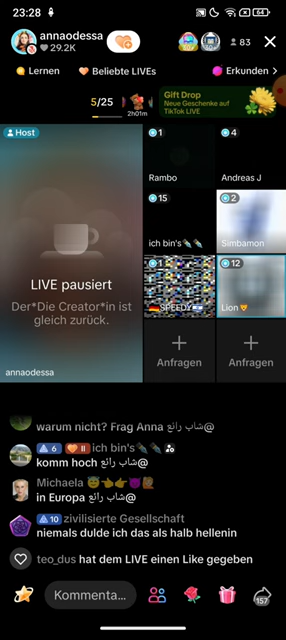 23:28
64
annaodessa
29.2K
83
Lernen
Beliebte LIVEs
Erkunden
5/25
2h01m
Gift Drop
Neue Geschenke auf
TikTok LIVE
Host
1
Rambo
4
Andreas J
15
ich bin's
2
Simbamon
1
SPEEDY
12
Lion
LIVE pausiert
Der*Die Creator*in ist
gleich zurück.
annaodessa
Anfragen
Anfragen
warum nicht? Frag Anna @شاب رائع
6 II ich bin's
komm hoch @شاب رائع
Michaela
in Europa @شاب رائع
10 zivilisierte Gesellschaft
niemals dulde ich das als halb hellenin
teo_dus hat dem LIVE einen Like gegeben
Kommenta...
157